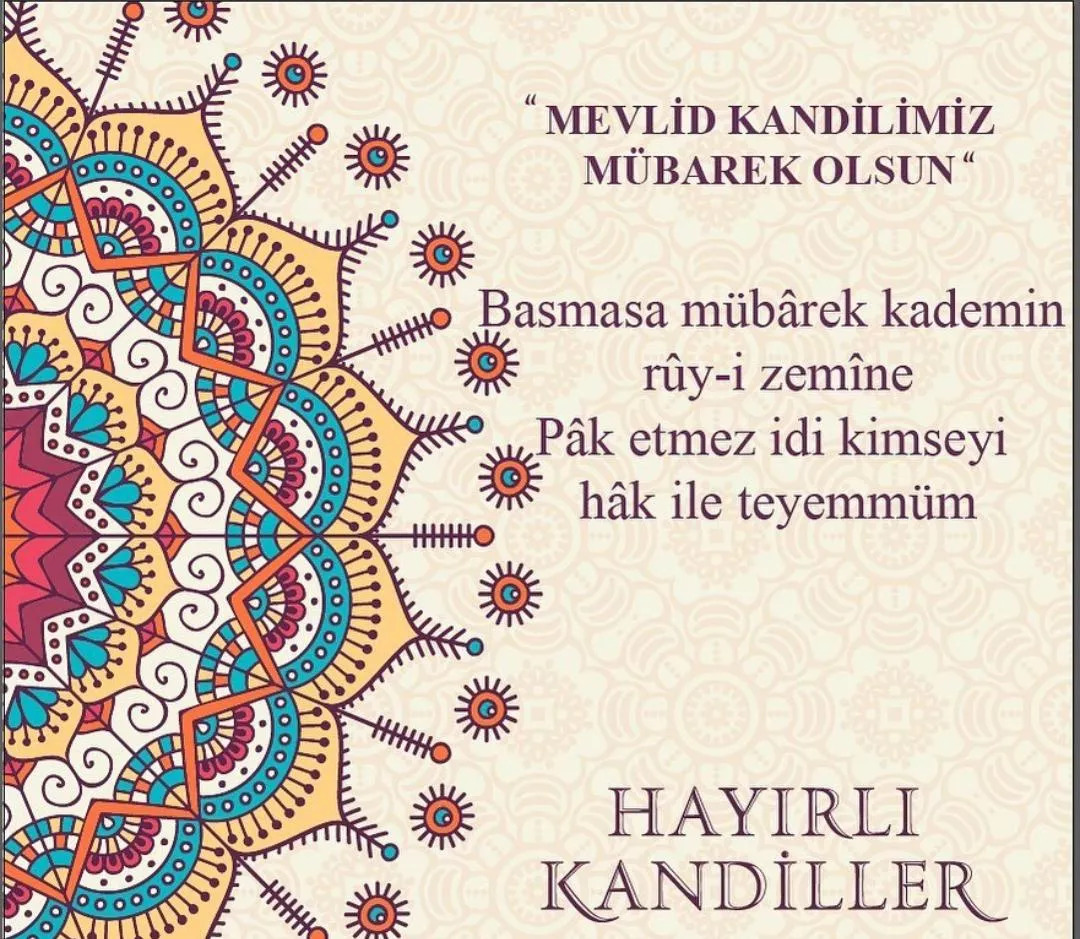 “ MEVLİD KANDİLİMİZ
MÜBAREK OLSUN “
Basmasa mübârek kademin
rûy-i zemîne
Pâk etmez idi kimseyi
hâk ile teyemmüm
HAYIRLI
KANDİLLER